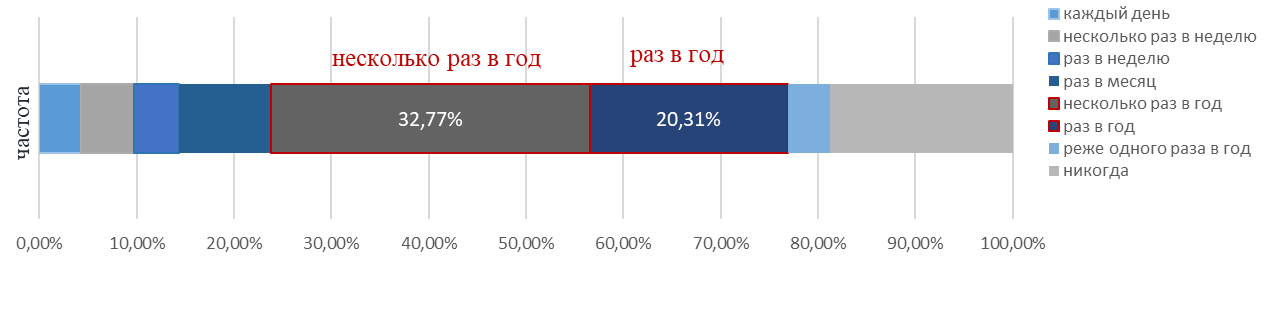 несколько раз в год
раз в год
частота
32,77%
20,31%
0,00%
10,00%
20,00%
30,00%
40,00%
50,00%
60,00%
70,00%
80,00%
90,00%
100,00%
каждый день
несколько раз в неделю
раз в неделю
раз в месяц
несколько раз в год
раз в год
реже одного раза в год
никогда